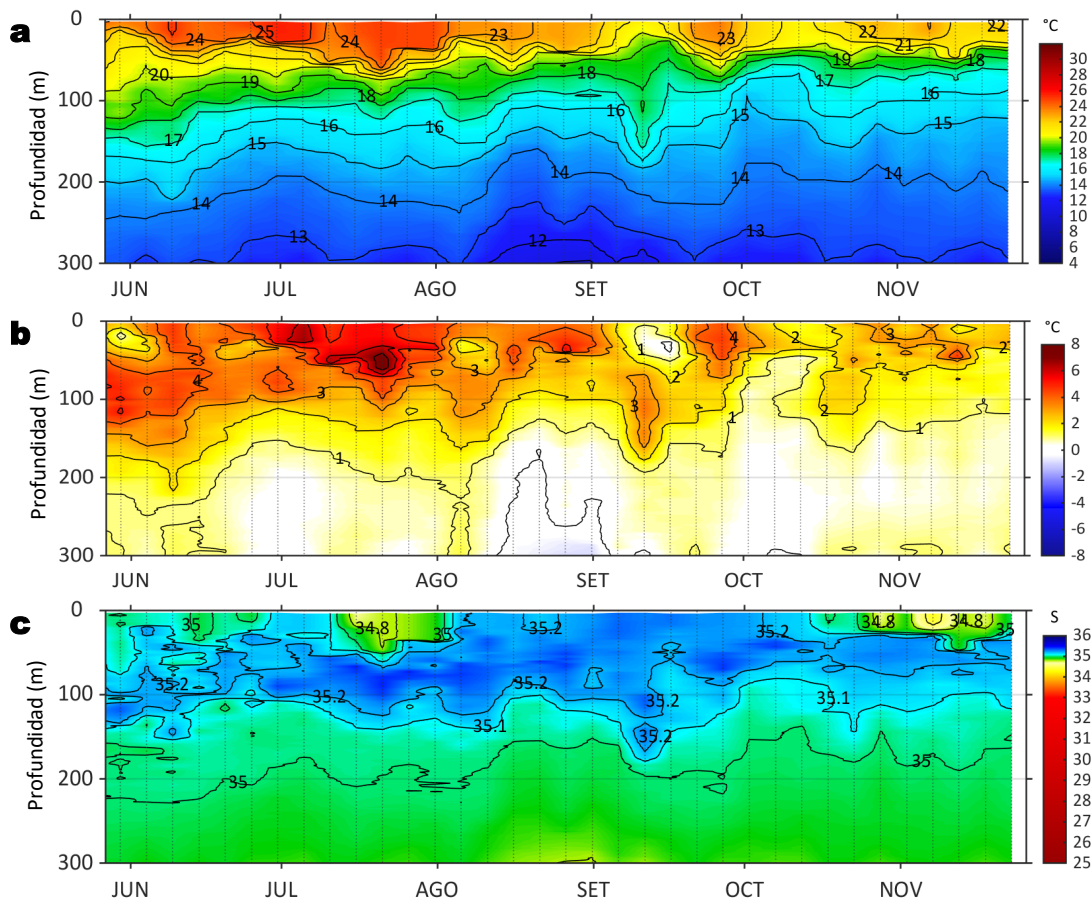 a
°C
Profundidad (m)
0
100
200
300
24 25 24 23 23 22 21 22
20 19 18 18 19 18
17 16 16 16 17 16
15 15 15
14 14 14 14 14
13 12 13
JUN JUL AGO SET OCT NOV
30
28
26
24
22
20
18
16
14
12
10
8
6
4
b
°C
Profundidad (m)
0
100
200
300
4 3 3 1 2 3 4 2 3 2
1 1 2 1
JUN JUL AGO SET OCT NOV
8
6
4
2
0
-2
-4
-6
-8
c
S
Profundidad (m)
0
100
200
300
35 34.8 35 35.2 35.2 34.8 34.8 35
35.2 35.2 35.2 35.2 35.1
35.1 35.2
35 35
JUN JUL AGO SET OCT NOV
36
35
34
33
32
31
30
29
28
27
26
25